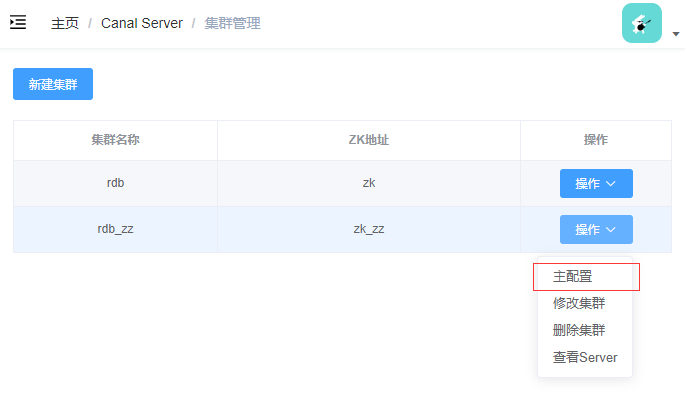 主页 / Canal Server / 集群管理
新建集群
集群名称 ZK地址 操作
rdb zk 操作
rdb_zz zk_zz 操作
主配置
修改集群
删除集群
查看Server